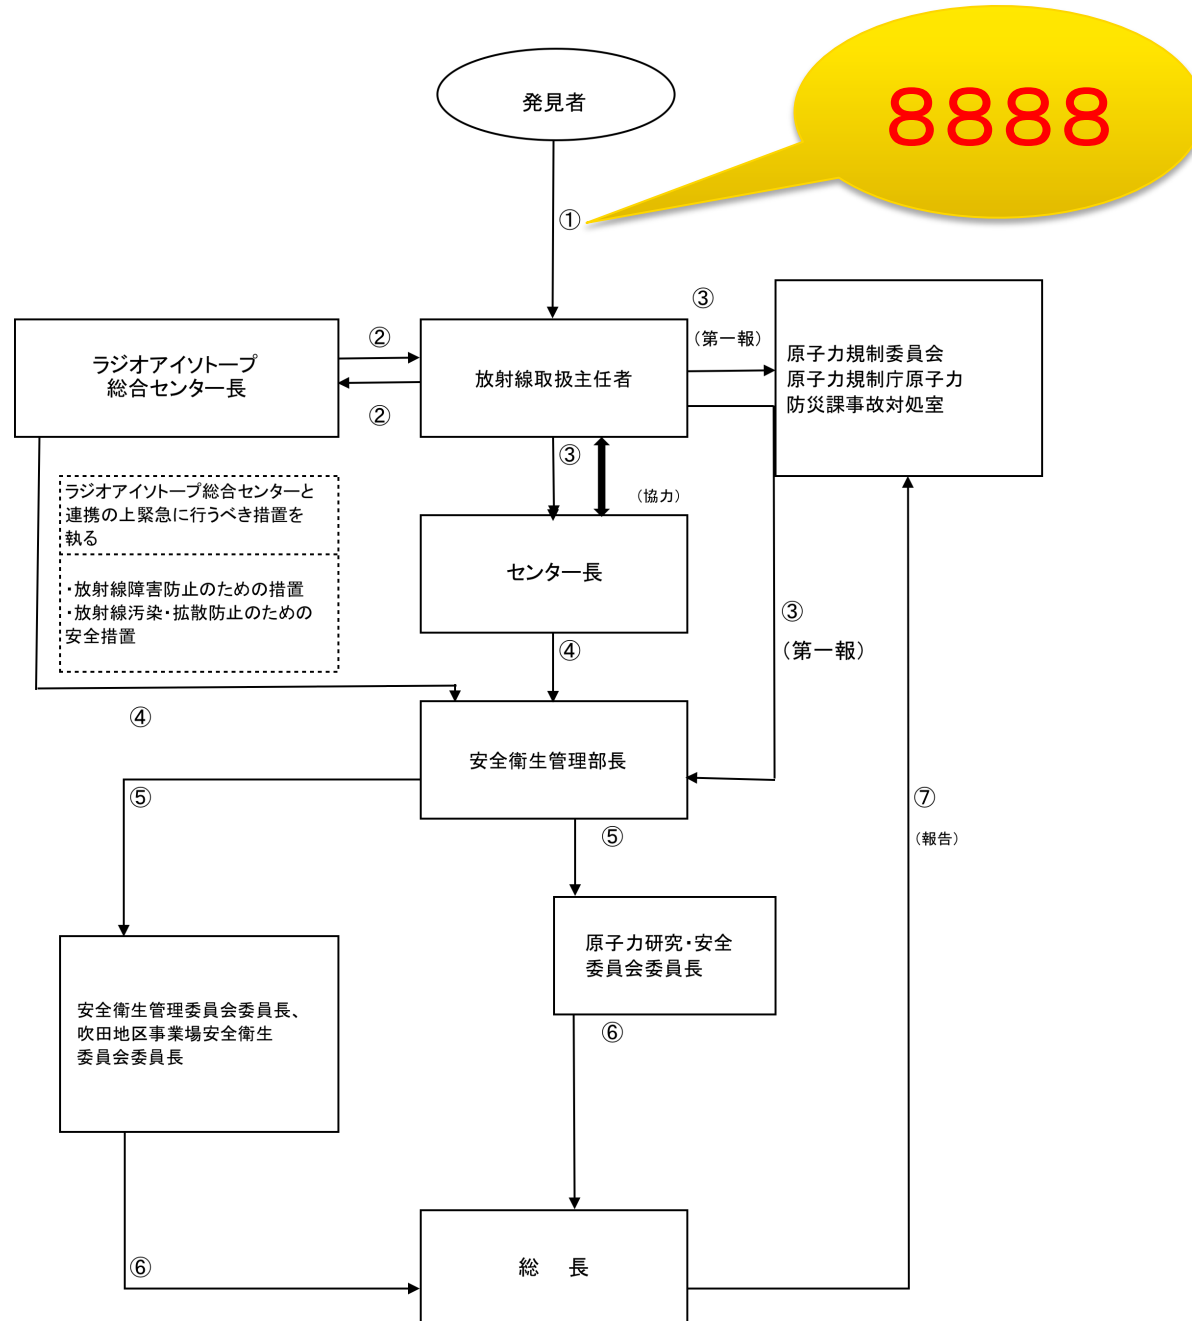 発見者
8888
①
ラジオアイソトープ
総合センター長
②
②
放射線取扱主任者
③
（第一報）
原子力規制委員会
原子力規制庁原子力
防災課事故対処室
③
（協力）
ラジオアイソトープ総合センターと
連携の上緊急に行うべき措置を
執る
・放射線障害防止のための措置
・放射線汚染・拡散防止のための
安全措置
センター長
③
（第一報）
④
④
安全衛生管理部長
⑤
⑤
⑦
（報告）
原子力研究・安全
委員会委員長
安全衛生管理委員会委員長、
吹田地区事業場安全衛生
委員会委員長
⑥
⑥
総　長